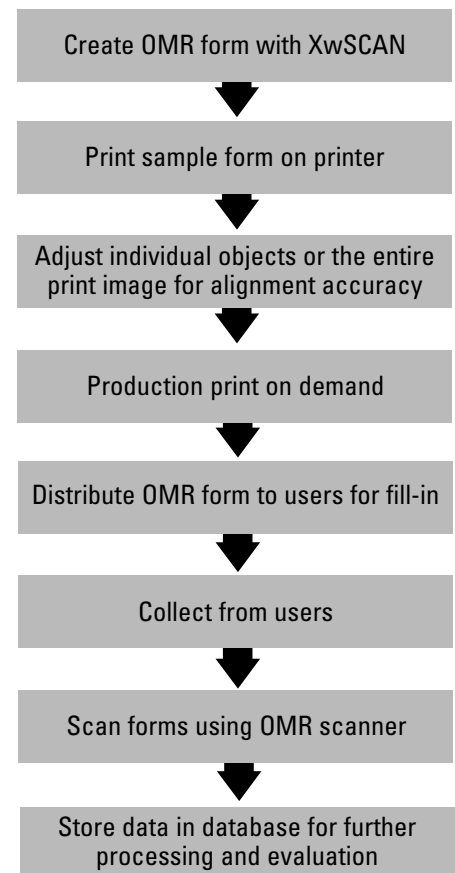 Create OMR form with XwSCAN
Print sample form on printer
Adjust individual objects or the entire
print image for alignment accuracy
Production print on demand
Distribute OMR form to users for fill-in
Collect from users
Scan forms using OMR scanner
Store data in database for further
processing and evaluation